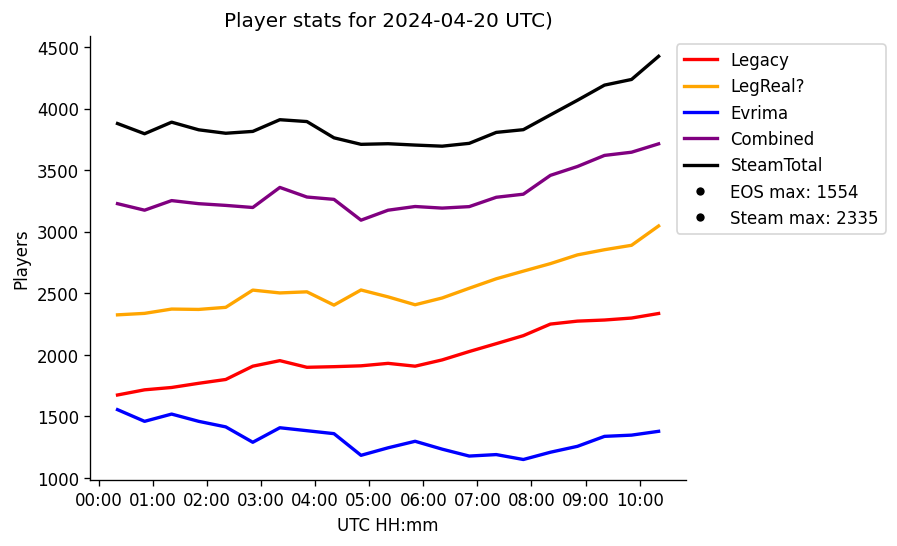 Player stats for 2024-04-20 UTC)
4500
4000
3500
3000
2500
2000
1500
1000
Players
00:00 01:00 02:00 03:00 04:00 05:00 06:00 07:00 08:00 09:00 10:00
UTC HH:mm
Legacy
LegReal?
Evrima
Combined
SteamTotal
EOS max: 1554
Steam max: 2335